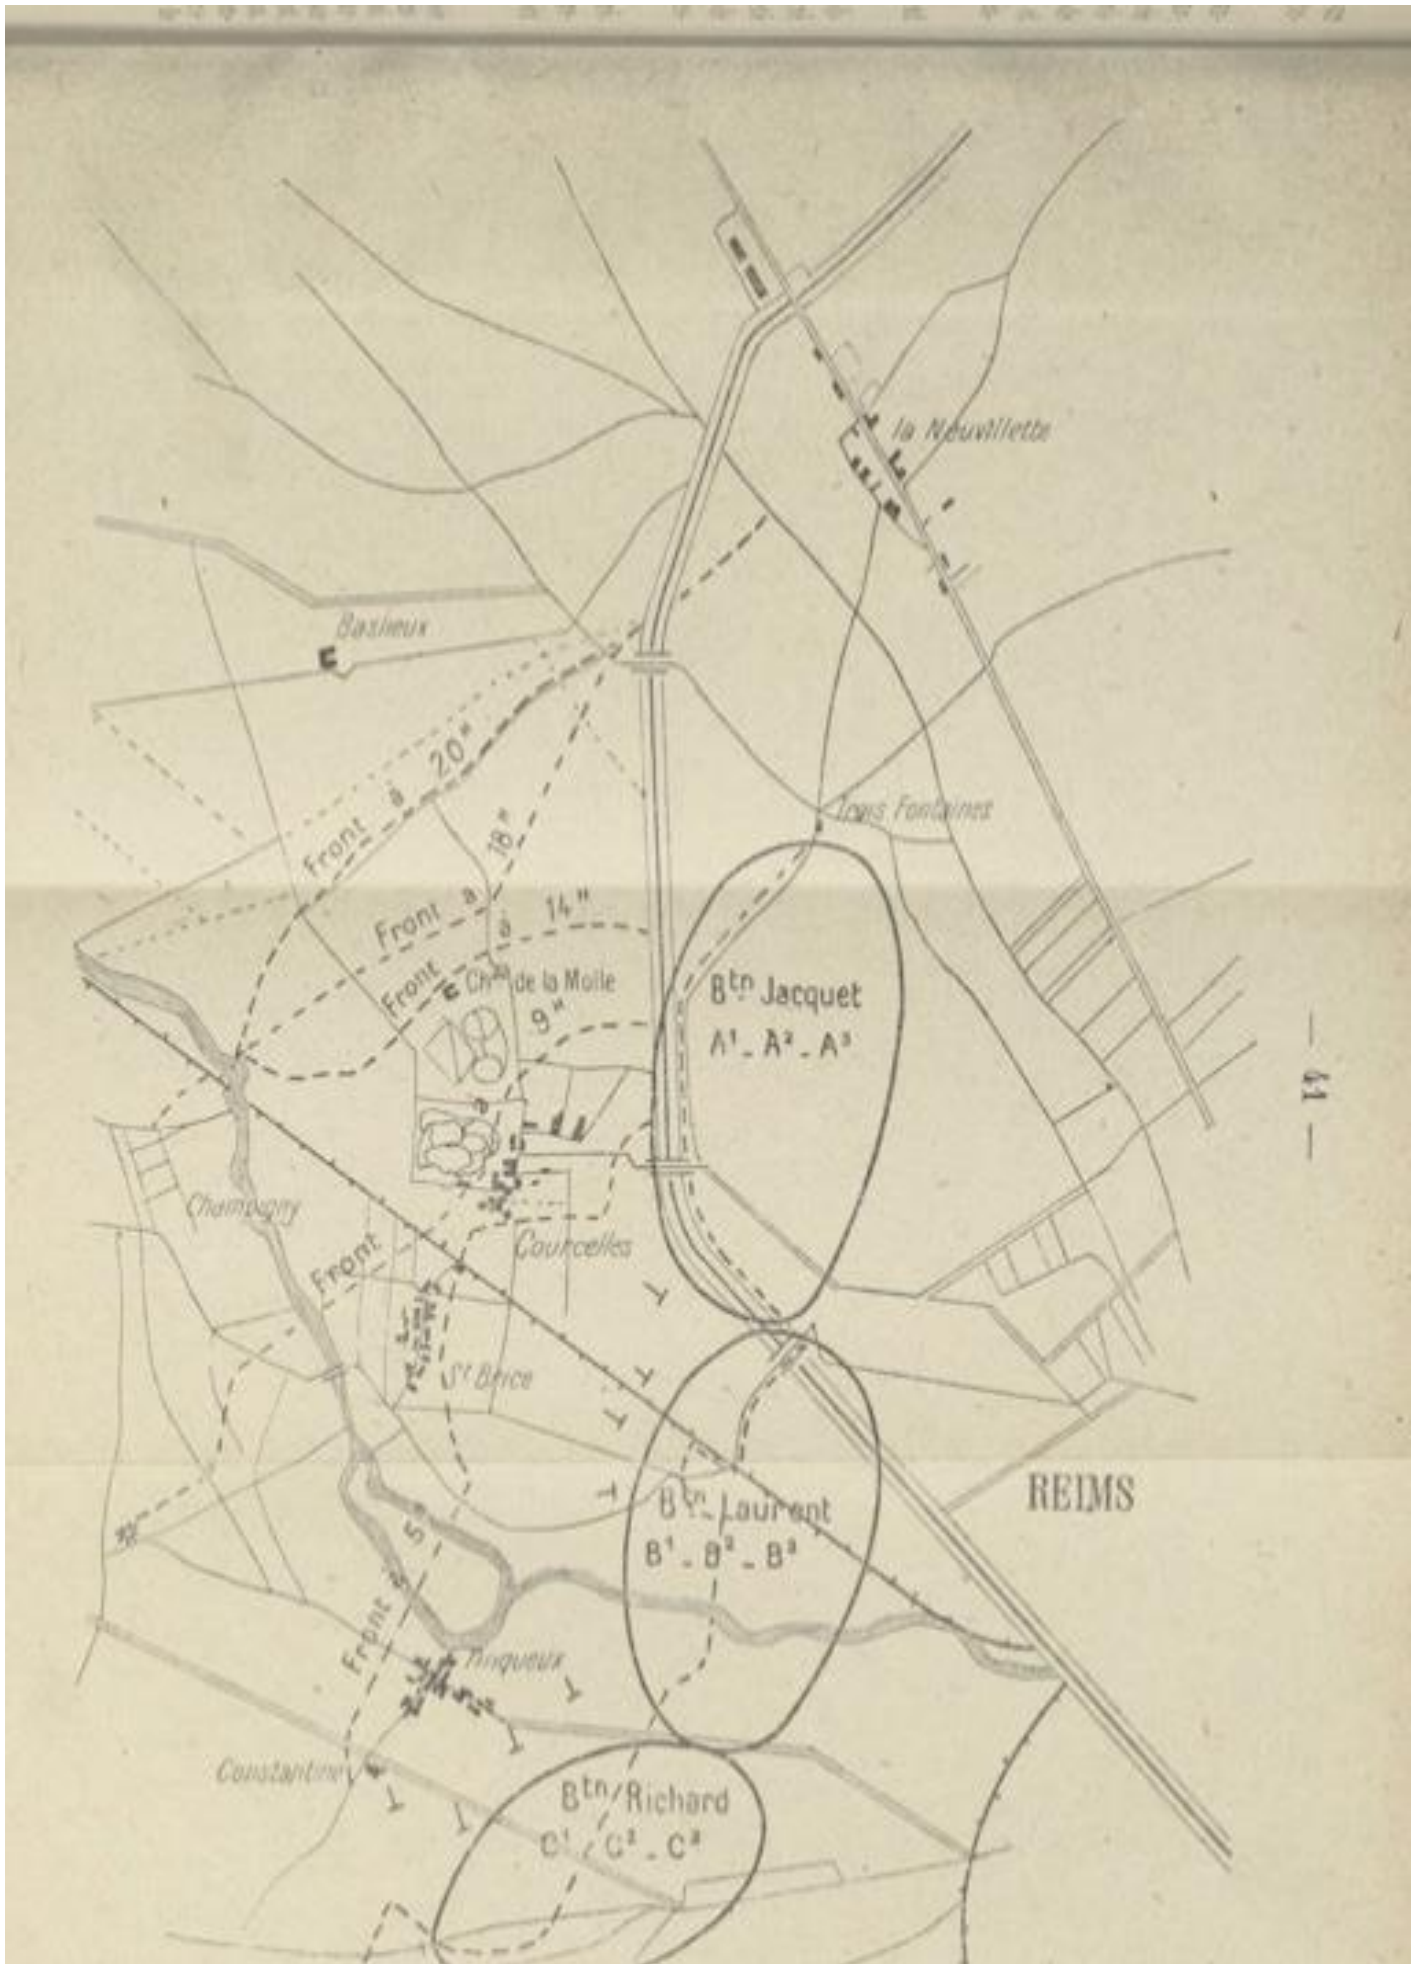 la Neuvillette
Baslieux
Front à 20"
18"
Trois Fontaines
Front à
14"
Front à
Chau de la Malle
9"
Btn Jacquet
A¹ - A² - A³
à
— 41 —
Champigny
Front
Courcelles
St Brice
REIMS
Btn Laurent
B¹ - B² - B³
Front à 5"
Tinqueux
Constantine
Btn Richard
C¹ - C² - C³